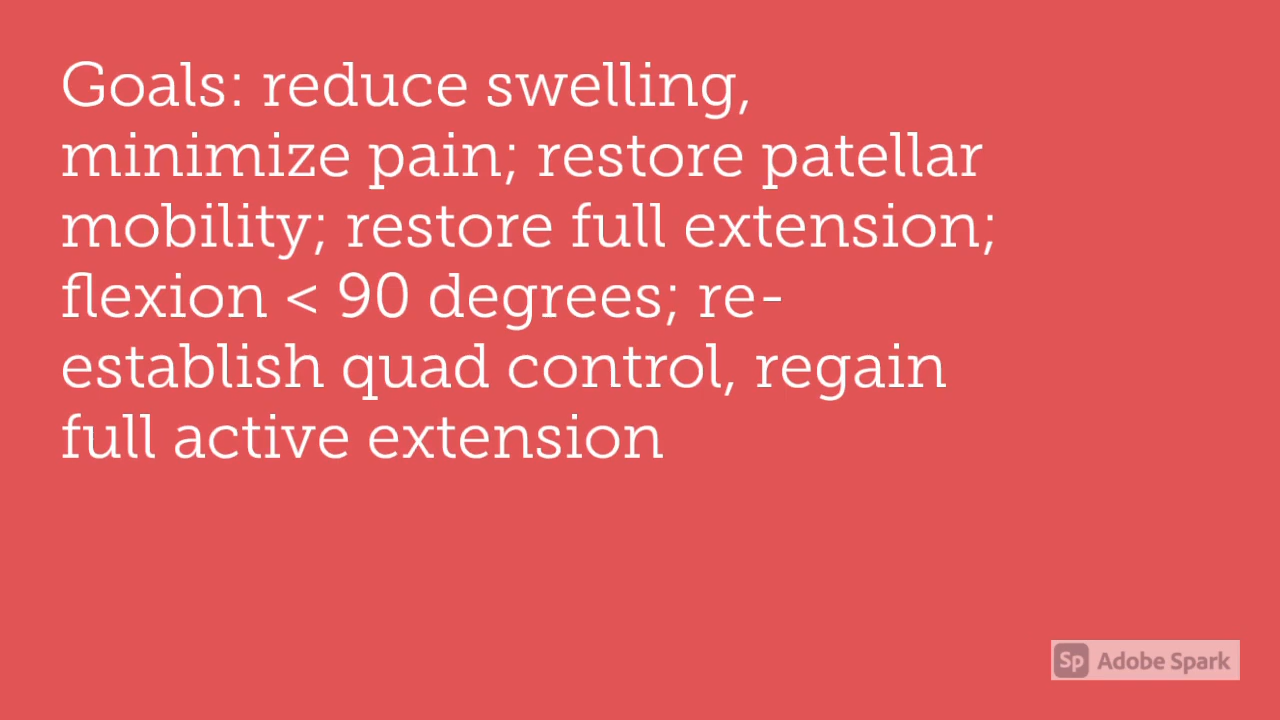 Goals: reduce swelling,
minimize pain; restore patellar
mobility; restore full extension;
flexion < 90 degrees; re-
establish quad control, regain
full active extension
Sp Adobe Spark